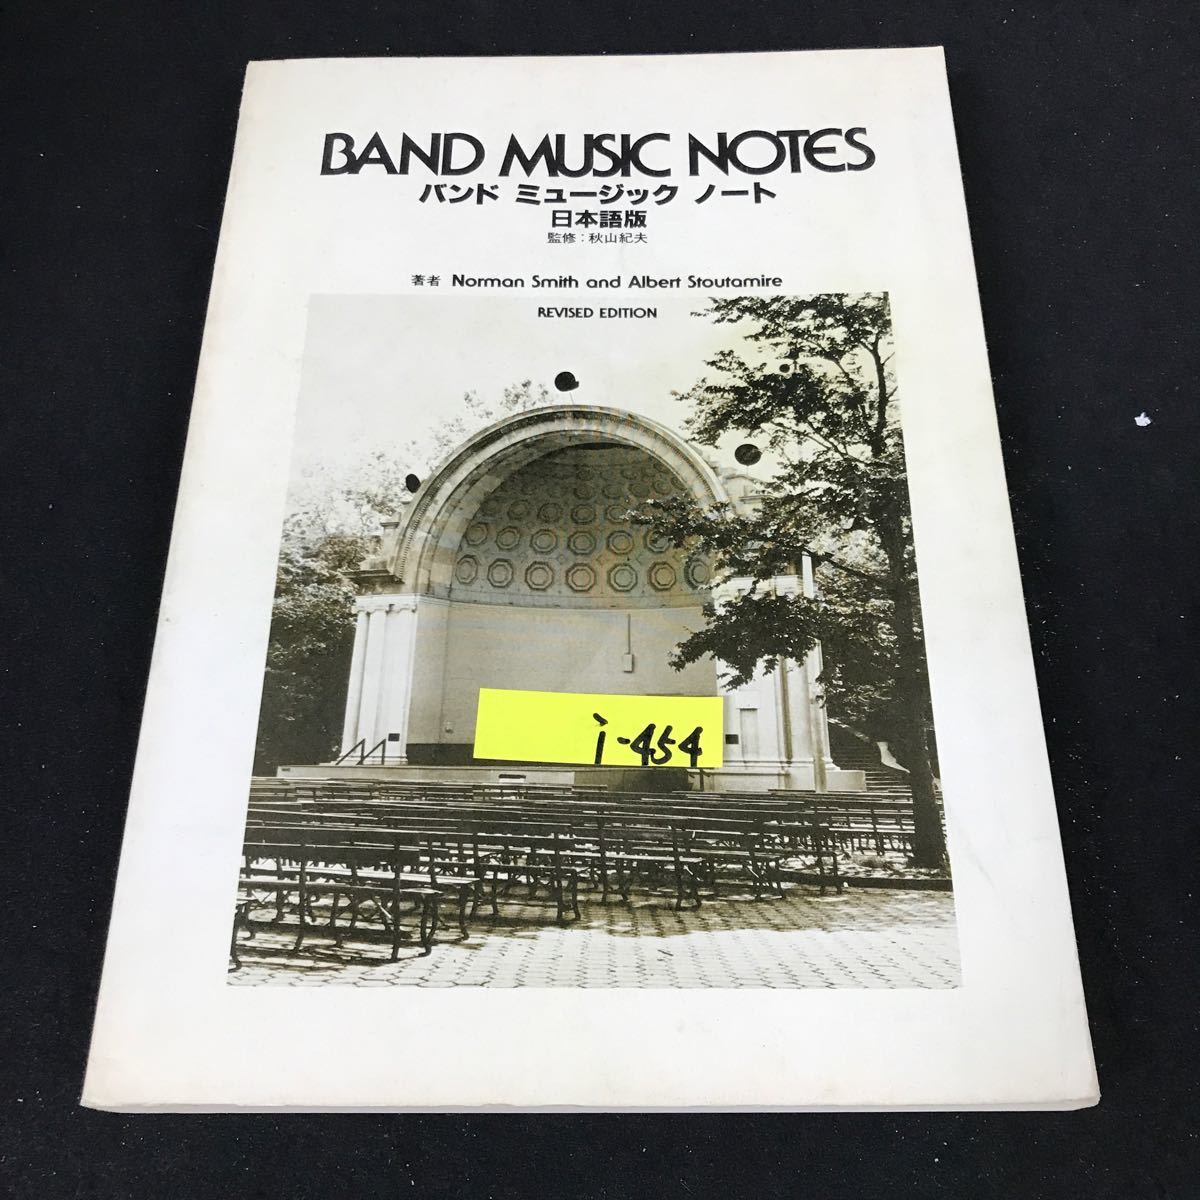 BAND MUSIC NOTES
バンド ミュージック ノート
日本語版
監修：秋山紀夫
著者 Norman Smith and Albert Stoutamire
REVISED EDITION
i-454